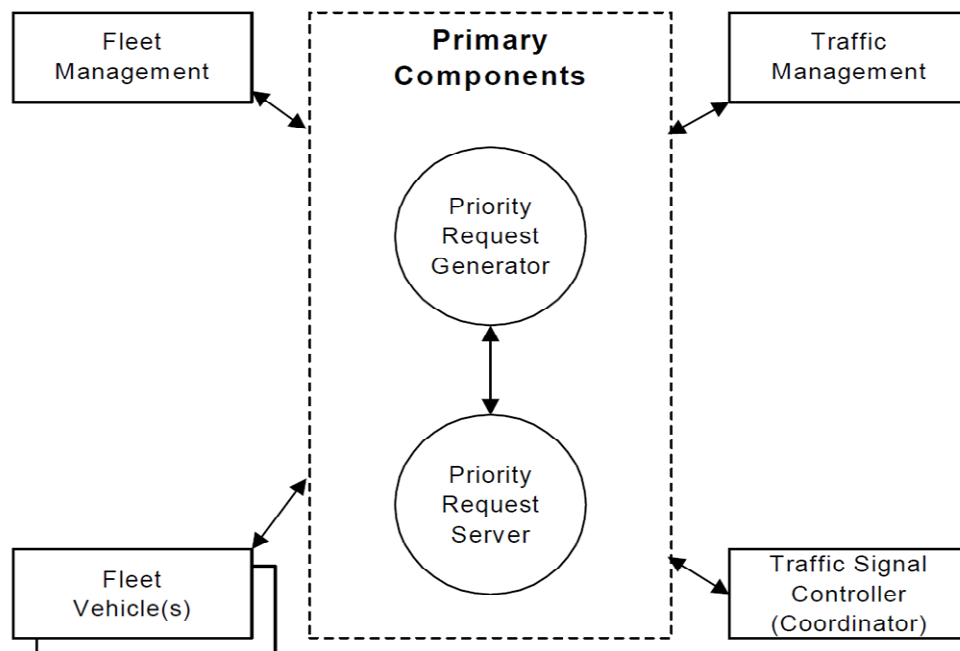 Fleet
Management
Primary
Components
Traffic
Management
Priority
Request
Generator
Priority
Request
Server
Fleet
Vehicle(s)
Traffic Signal
Controller
(Coordinator)